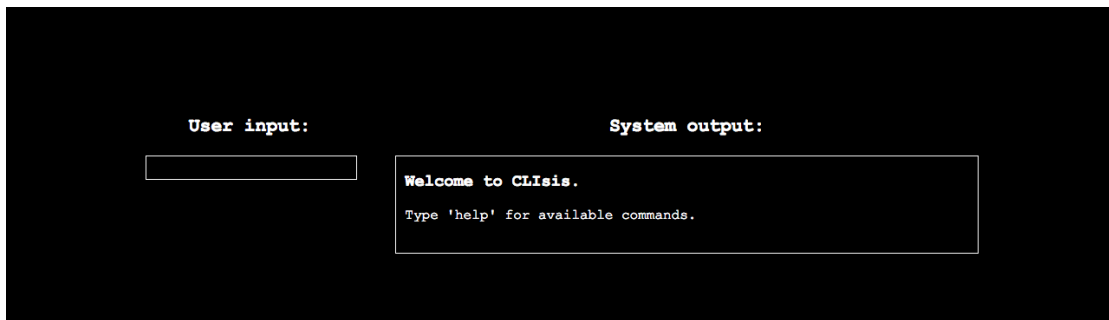 User input:
System output:
Welcome to CLIsis.
Type 'help' for available commands.